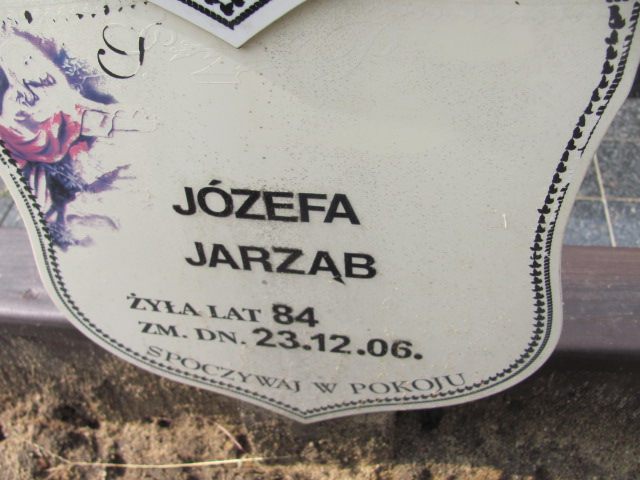 JÓZEFA
JARZĄB
ŻYŁA LAT 84
ZM. DN. 23.12.06.
SPOCZYWAJ W POKOJU